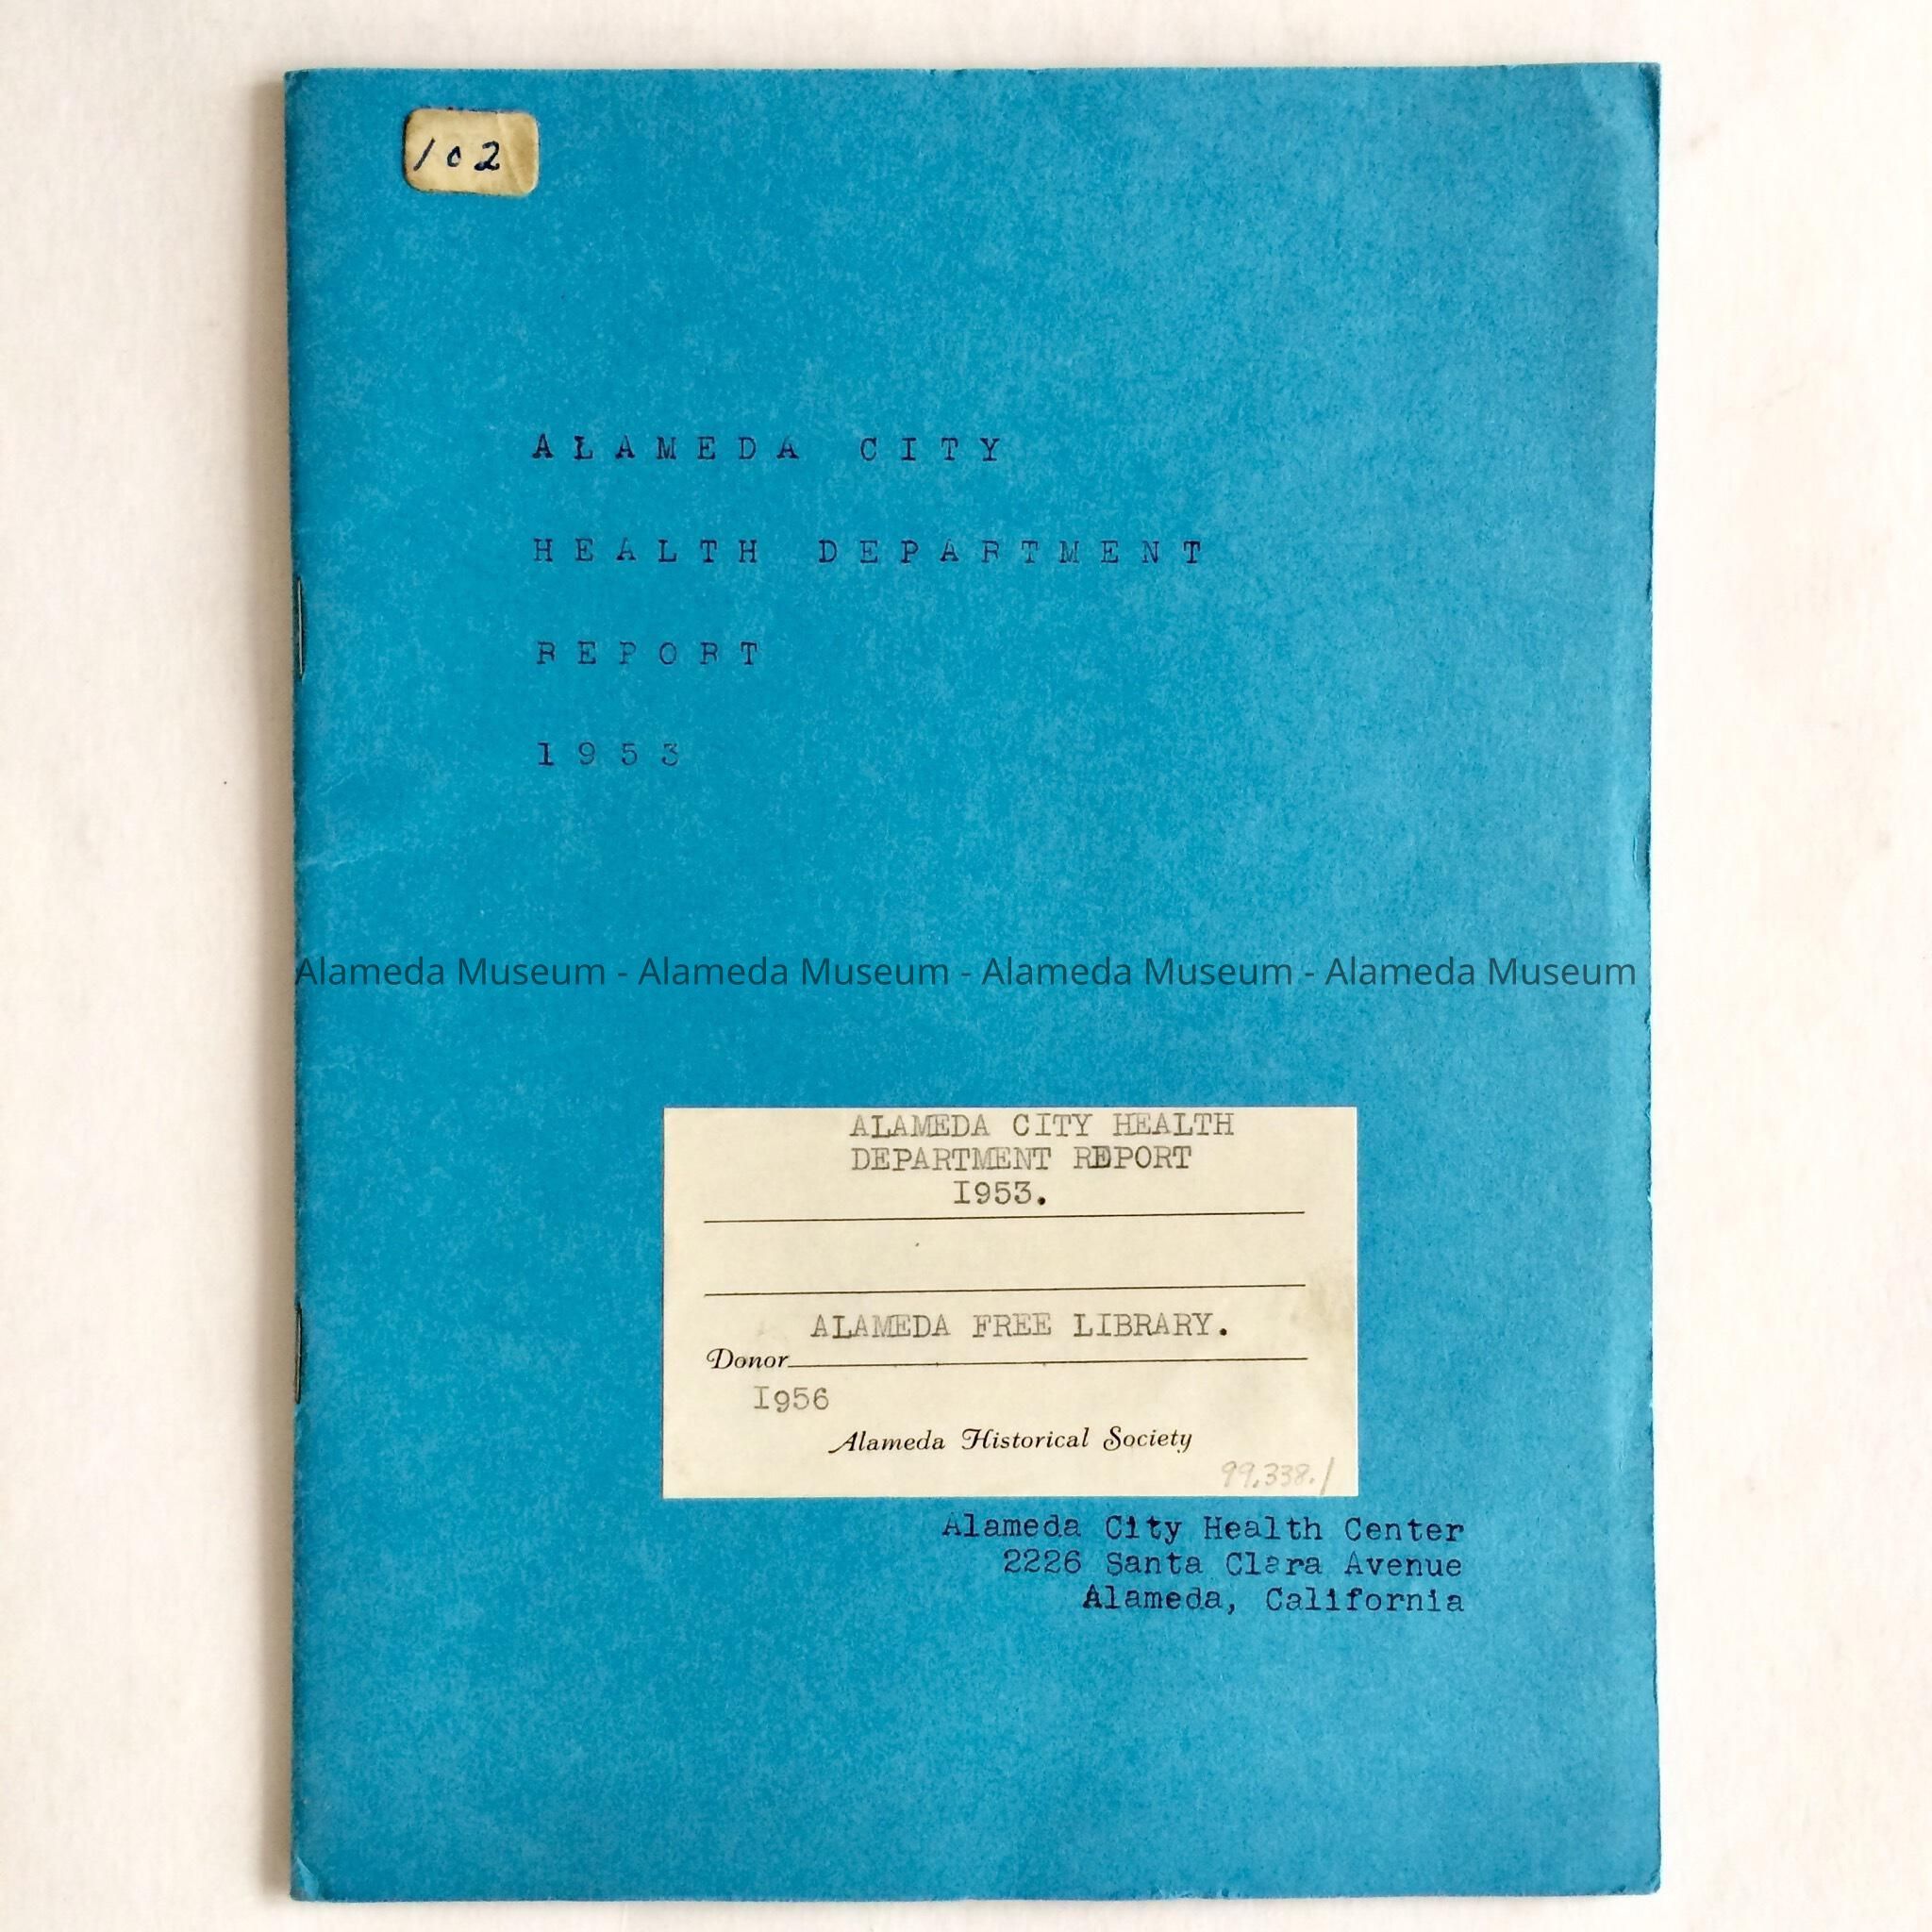 102
ALAMEDA CITY
HEALTH DEPARTMENT
REPORT
1953
Alameda Museum - Alameda Museum - Alameda Museum - Alameda Museum
ALAMEDA CITY HEALTH
DEPARTMENT REPORT
I953.
ALAMEDA FREE LIBRARY.
Donor
I956
Alameda Historical Society
99.338.1
Alameda City Health Center
2226 Santa Clara Avenue
Alameda, California